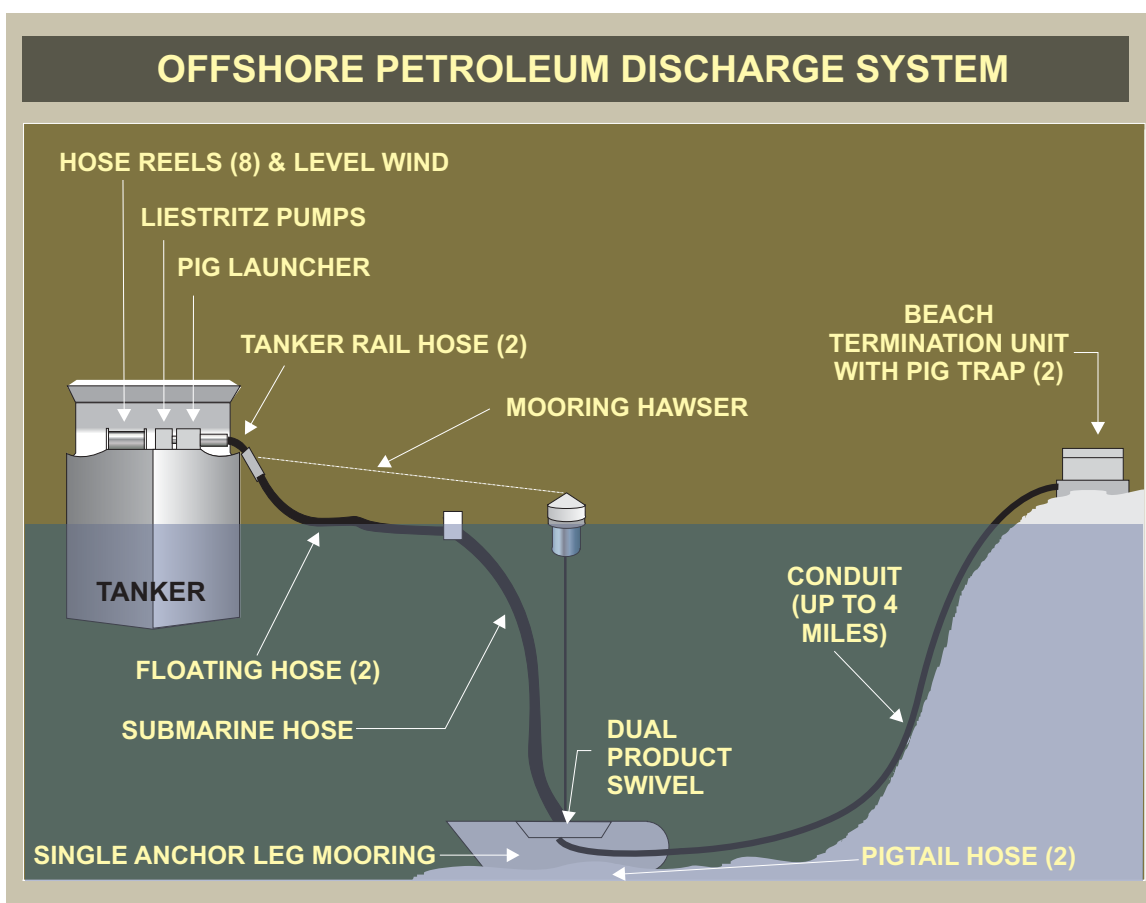 OFFSHORE PETROLEUM DISCHARGE SYSTEM
HOSE REELS (8) & LEVEL WIND
LIESTRITZ PUMPS
PIG LAUNCHER
TANKER RAIL HOSE (2)
MOORING HAWSER
BEACH
TERMINATION UNIT
WITH PIG TRAP (2)
TANKER
CONDUIT
(UP TO 4
MILES)
FLOATING HOSE (2)
SUBMARINE HOSE
DUAL
PRODUCT
SWIVEL
SINGLE ANCHOR LEG MOORING
PIGTAIL HOSE (2)